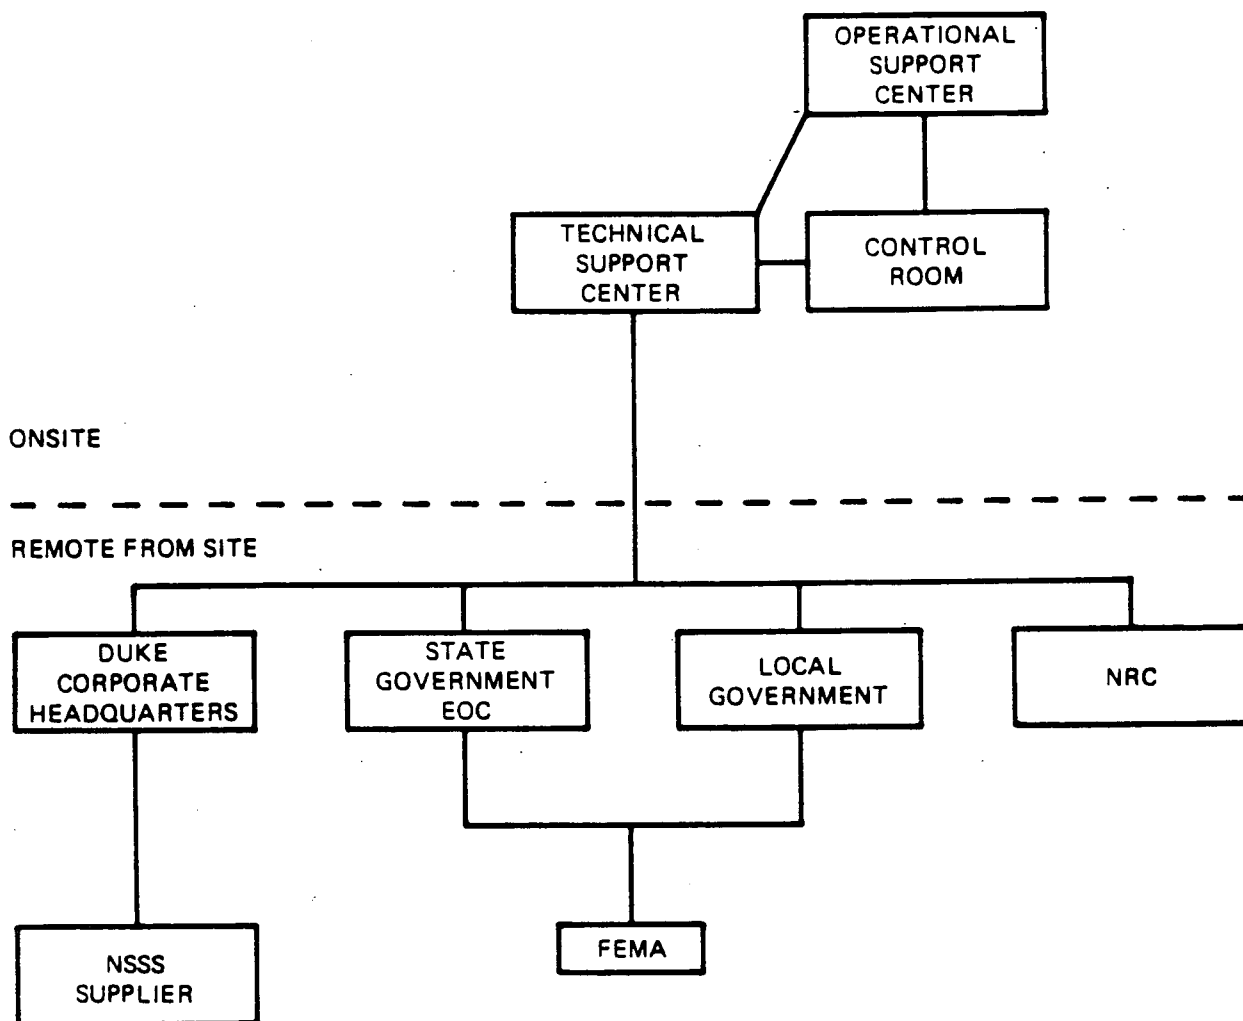 OPERATIONAL
SUPPORT
CENTER
TECHNICAL
SUPPORT
CENTER
CONTROL
ROOM
ONSITE
REMOTE FROM SITE
DUKE
CORPORATE
HEADQUARTERS
STATE
GOVERNMENT
EOC
LOCAL
GOVERNMENT
NRC
NSSS
SUPPLIER
FEMA